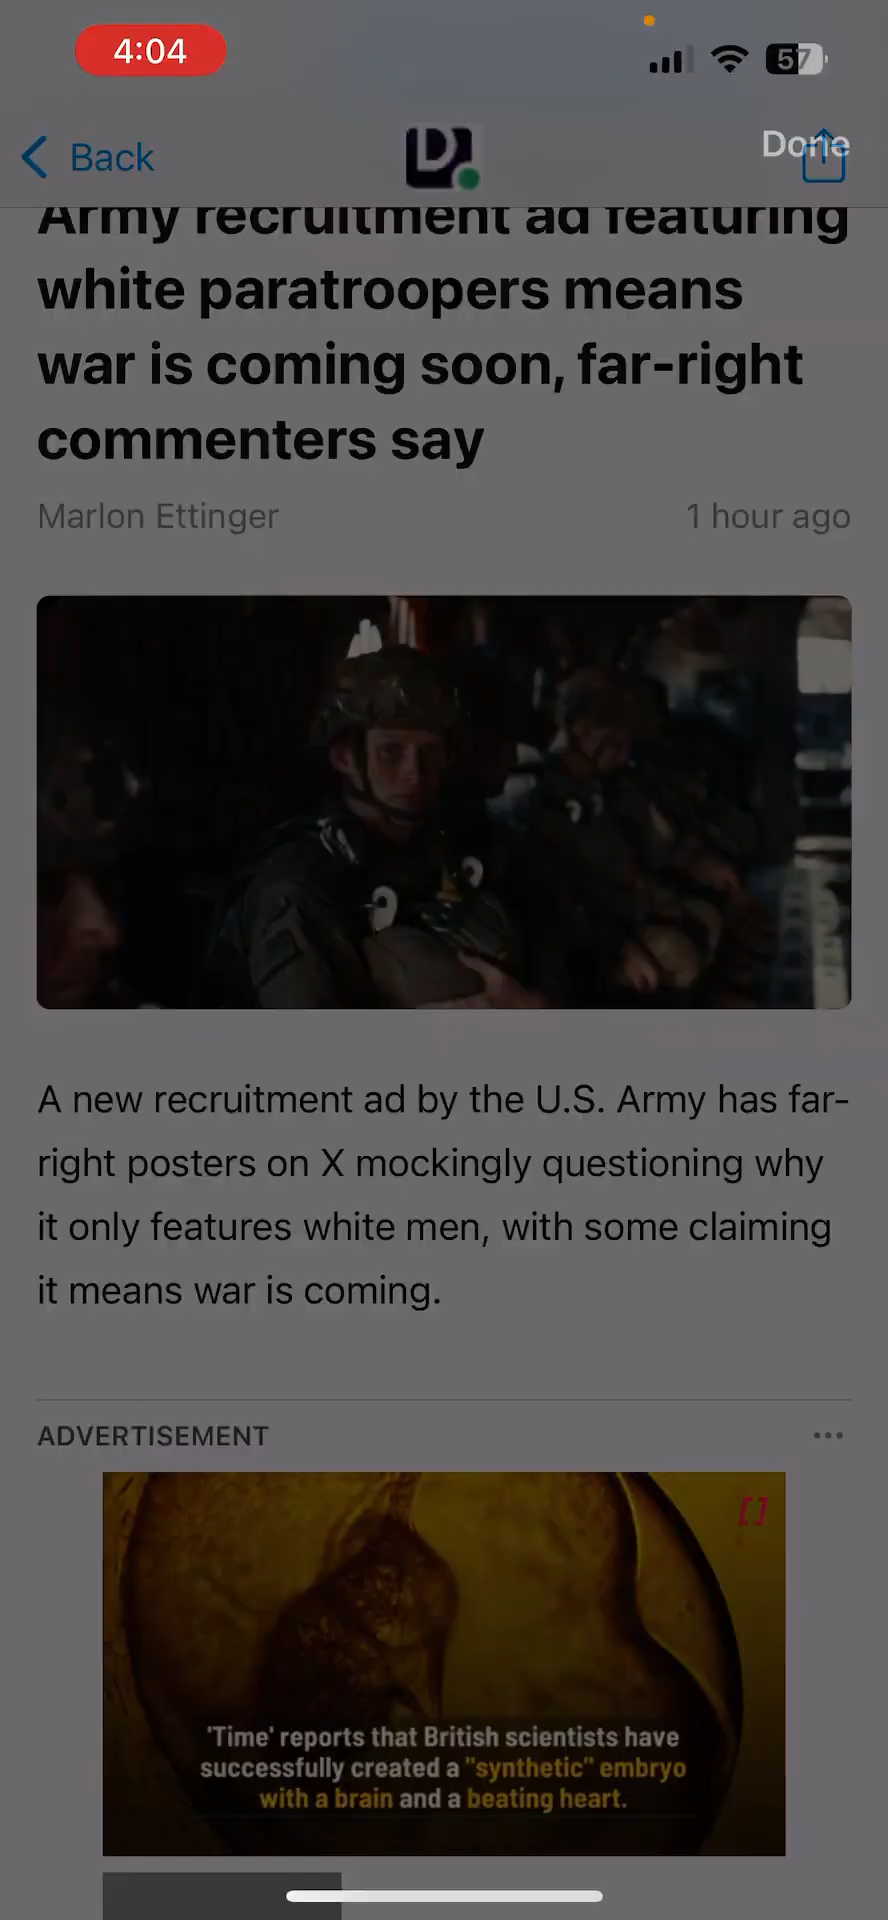 4:04
57
Back
D.
Done
Army recruitment ad featuring
white paratroopers means
war is coming soon, far-right
commenters say
Marlon Ettinger
1 hour ago
A new recruitment ad by the U.S. Army has far-
right posters on X mockingly questioning why
it only features white men, with some claiming
it means war is coming.
ADVERTISEMENT
[ ]
'Time' reports that British scientists have
successfully created a "synthetic" embryo
with a brain and a beating heart.